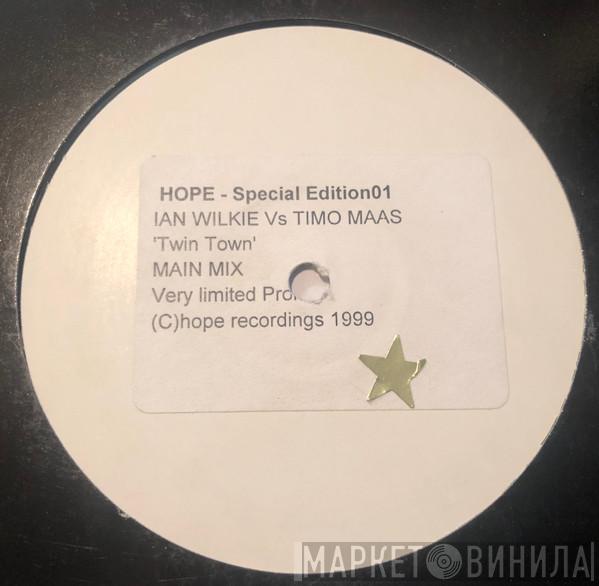 HOPE - Special Edition01
IAN WILKIE Vs TIMO MAAS
'Twin Town'
MAIN MIX
Very limited
(C)hope recordings 1999
МАРКЕТ ВИНИЛА